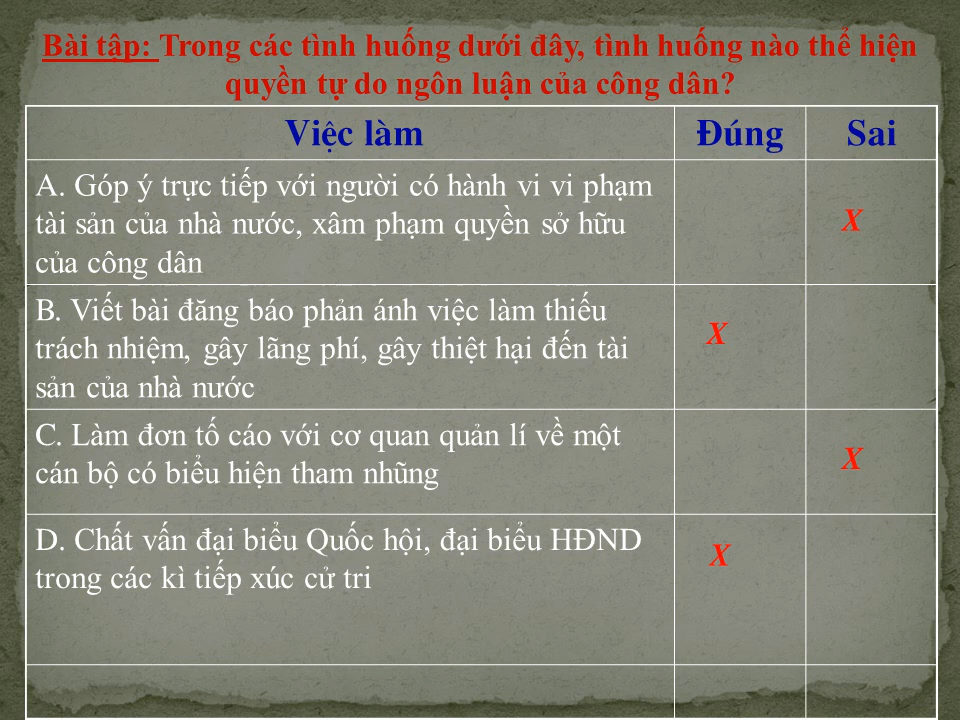 Bài tập: Trong các tình huống dưới đây, tình huống nào thể hiện
quyền tự do ngôn luận của công dân?
Việc làm Đúng Sai
A. Góp ý trực tiếp với người có hành vi vi phạm
tài sản của nhà nước, xâm phạm quyền sở hữu
của công dân
X
B. Viết bài đăng báo phản ánh việc làm thiếu
trách nhiệm, gây lãng phí, gây thiệt hại đến tài
sản của nhà nước
X
C. Làm đơn tố cáo với cơ quan quản lí về một
cán bộ có biểu hiện tham nhũng
X
D. Chất vấn đại biểu Quốc hội, đại biểu HĐND
trong các kì tiếp xúc cử tri
X